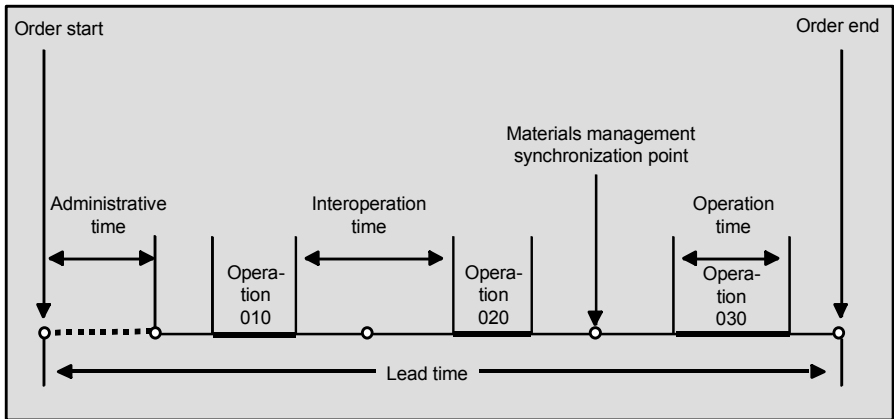 Order start
Order end
Materials management
synchronization point
Administrative
time
Interoperation
time
Operation
time
Opera-
tion
010
Opera-
tion
020
Opera-
tion
030
Lead time